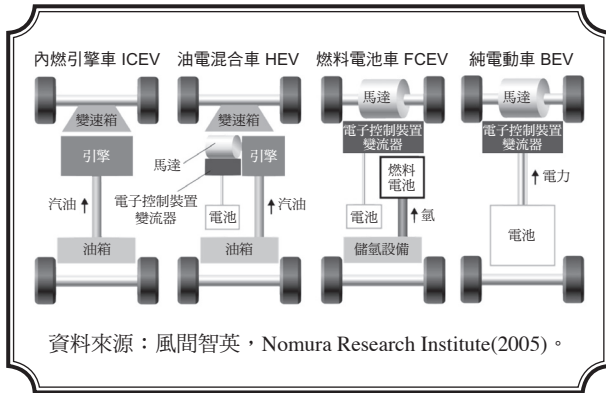 內燃引擎車 ICEV
油電混合車 HEV
燃料電池車 FCEV
純電動車 BEV
變速箱
引擎
汽油
油箱
變速箱
馬達
引擎
電子控制裝置
變流器
電池
汽油
油箱
馬達
電子控制裝置
變流器
燃料
電池
電池
氫
儲氫設備
馬達
電子控制裝置
變流器
電力
電池
資料來源：風間智英，Nomura Research Institute(2005)。